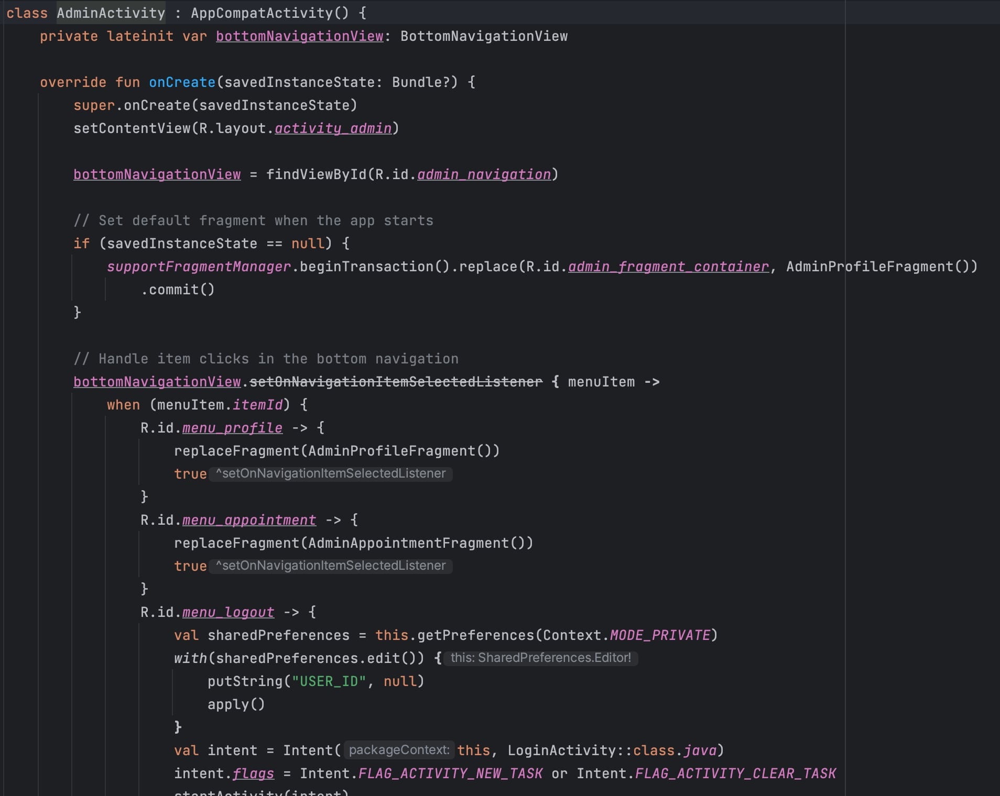 class AdminActivity : AppCompatActivity() {
    private lateinit var bottomNavigationView: BottomNavigationView

    override fun onCreate(savedInstanceState: Bundle?) {
        super.onCreate(savedInstanceState)
        setContentView(R.layout.activity_admin)

        bottomNavigationView = findViewById(R.id.admin_navigation)

        // Set default fragment when the app starts
        if (savedInstanceState == null) {
            supportFragmentManager.beginTransaction().replace(R.id.admin_fragment_container, AdminProfileFragment())
                .commit()
        }

        // Handle item clicks in the bottom navigation
        bottomNavigationView.setOnNavigationItemSelectedListener { menuItem ->
            when (menuItem.itemId) {
                R.id.menu_profile -> {
                    replaceFragment(AdminProfileFragment())
                    true ^setOnNavigationItemSelectedListener
                }
                R.id.menu_appointment -> {
                    replaceFragment(AdminAppointmentFragment())
                    true ^setOnNavigationItemSelectedListener
                }
                R.id.menu_logout -> {
                    val sharedPreferences = this.getPreferences(Context.MODE_PRIVATE)
                    with(sharedPreferences.edit()) { this: SharedPreferences.Editor!
                        putString("USER_ID", null)
                        apply()
                    }
                    val intent = Intent( packageContext: this, LoginActivity::class.java)
                    intent.flags = Intent.FLAG_ACTIVITY_NEW_TASK or Intent.FLAG_ACTIVITY_CLEAR_TASK
                    startActivity(intent)